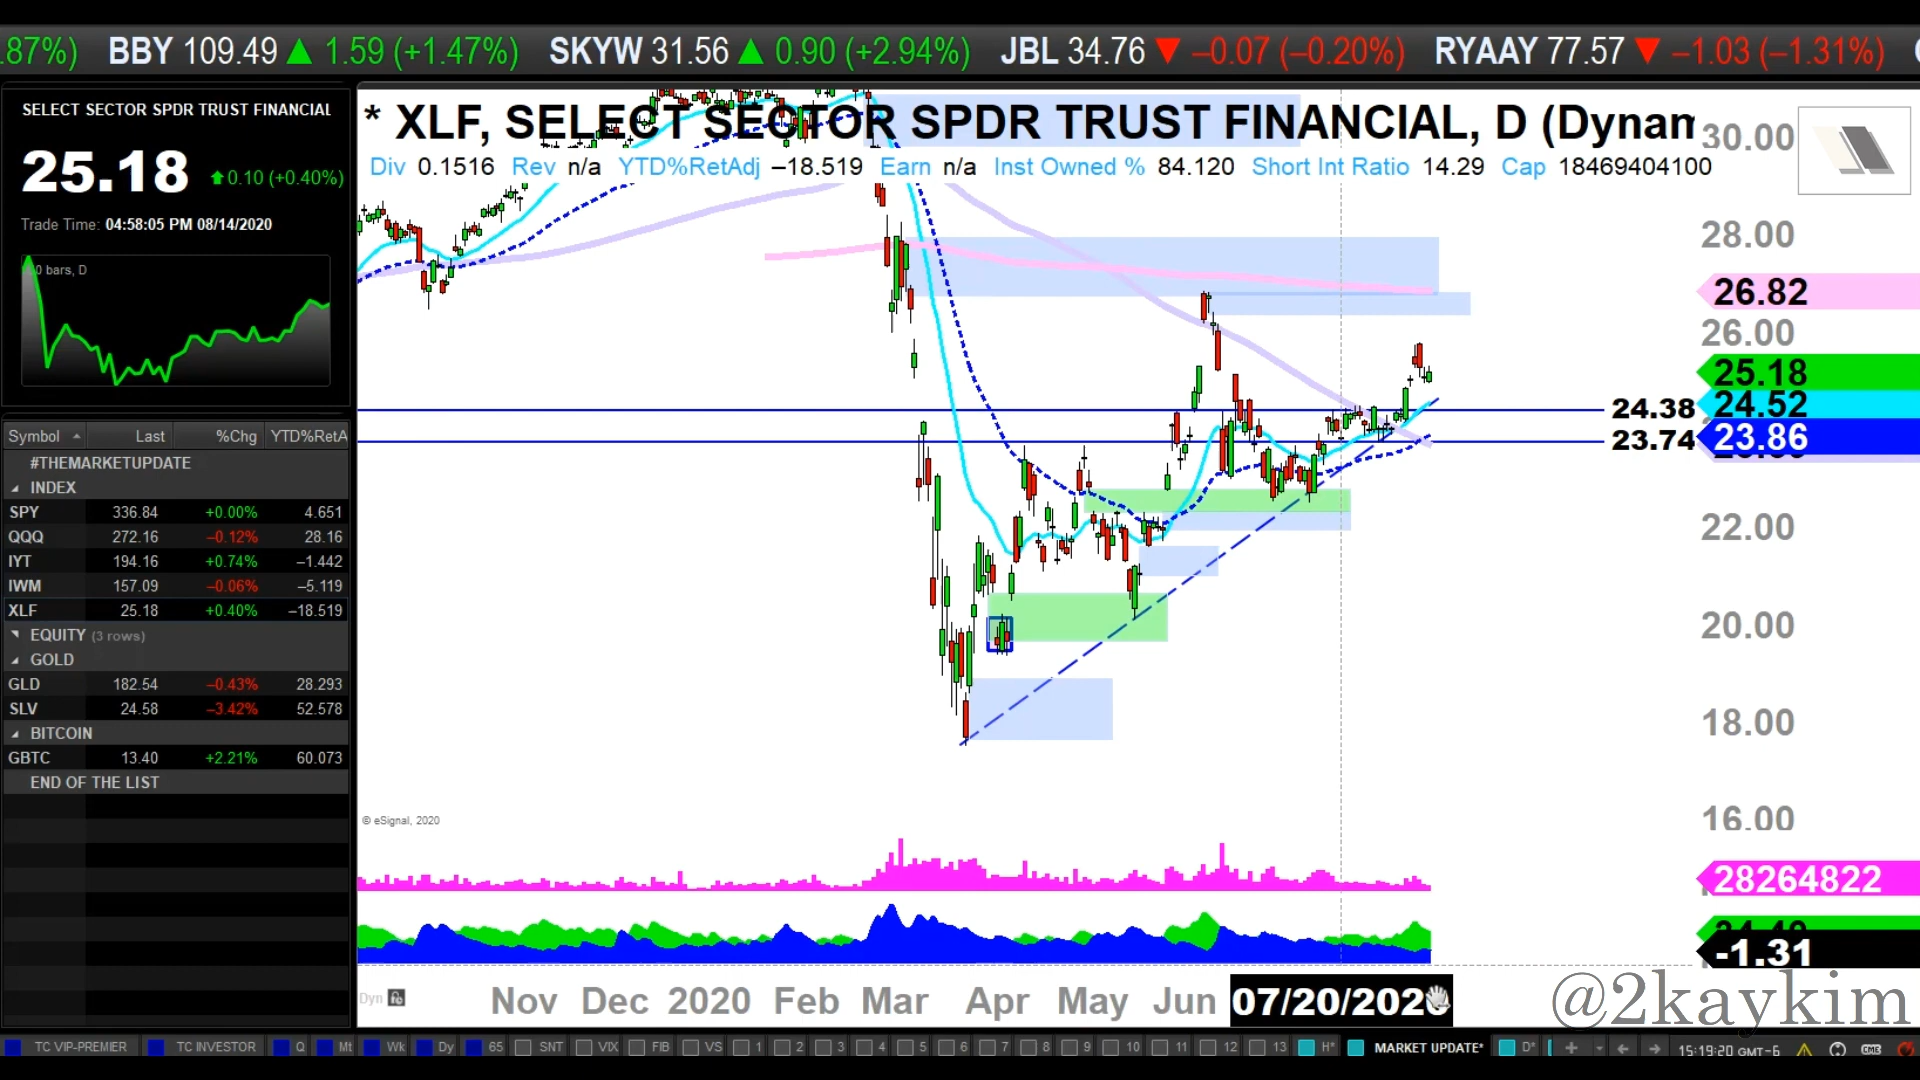 .87%) BBY 109.49 ▲ 1.59 (+1.47%) SKYW 31.56 ▲ 0.90 (+2.94%) JBL 34.76 ▼ –0.07 (–0.20%) RYAAY 77.57 ▼ –1.03 (–1.31%)
SELECT SECTOR SPDR TRUST FINANCIAL
25.18 0.10 (+0.40%)
Trade Time: 04:58:05 PM 08/14/2020
0 bars, D
Symbol Last %Chg YTD%RetA
#THEMARKETUPDATE
INDEX
SPY 336.84 +0.00% 4.651
QQQ 272.16 –0.12% 28.16
IYT 194.16 +0.74% –1.442
IWM 157.09 –0.06% –5.119
XLF 25.18 +0.40% –18.519
EQUITY (3 rows)
GOLD
GLD 182.54 –0.43% 28.293
SLV 24.58 –3.42% 52.578
BITCOIN
GBTC 13.40 +2.21% 60.073
END OF THE LIST
* XLF, SELECT SECTOR SPDR TRUST FINANCIAL, D (Dynam
Div 0.1516 Rev n/a YTD%RetAdj –18.519 Earn n/a Inst Owned % 84.120 Short Int Ratio 14.29 Cap 18469404100
30.00
28.00
26.82
26.00
25.18
24.38 24.52
23.74 23.86
22.00
20.00
18.00
16.00
© eSignal, 2020
28264822
-1.31
Dyn Nov Dec 2020 Feb Mar Apr May Jun 07/20/202
@2kaykim
TC VIP-PREMIER TC INVESTOR Q Mt Wk Dy 65 SNT VIX FIB VS 1 2 3 4 5 6 7 8 9 10 11 12 13 H* MARKET UPDATE* D* 15:19:20 GMT-6 CME